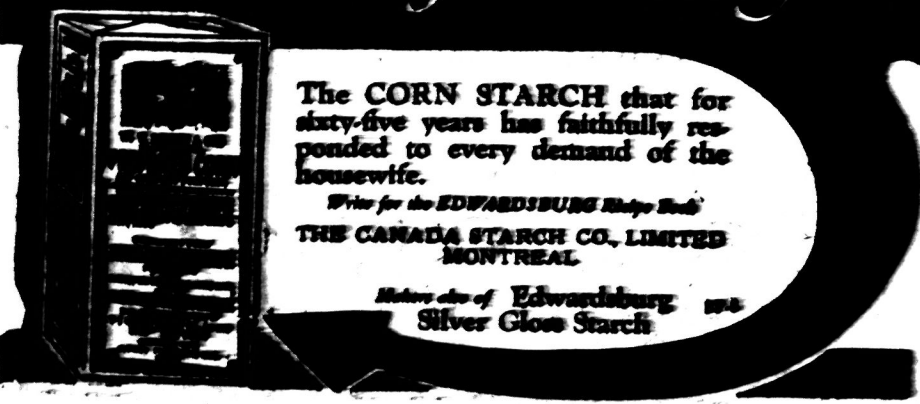 The CORN STARCH that for
sixty-five years has faithfully res-
ponded to every demand of the
housewife.
Write for the EDWARDSBURG Recipe Book
THE CANADA STARCH CO., LIMITED
MONTREAL
Makers also of Edwardsburg
Silver Gloss Starch